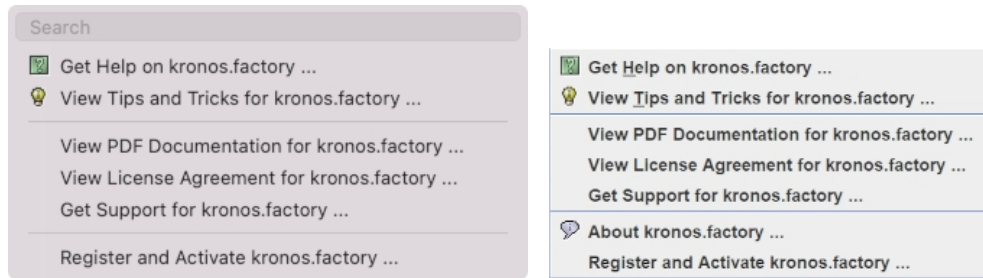 Search
Get Help on kronos.factory ...
View Tips and Tricks for kronos.factory ...
View PDF Documentation for kronos.factory ...
View License Agreement for kronos.factory ...
Get Support for kronos.factory ...
Register and Activate kronos.factory ...
Get Help on kronos.factory ...
View Tips and Tricks for kronos.factory ...
View PDF Documentation for kronos.factory ...
View License Agreement for kronos.factory ...
Get Support for kronos.factory ...
About kronos.factory ...
Register and Activate kronos.factory ...